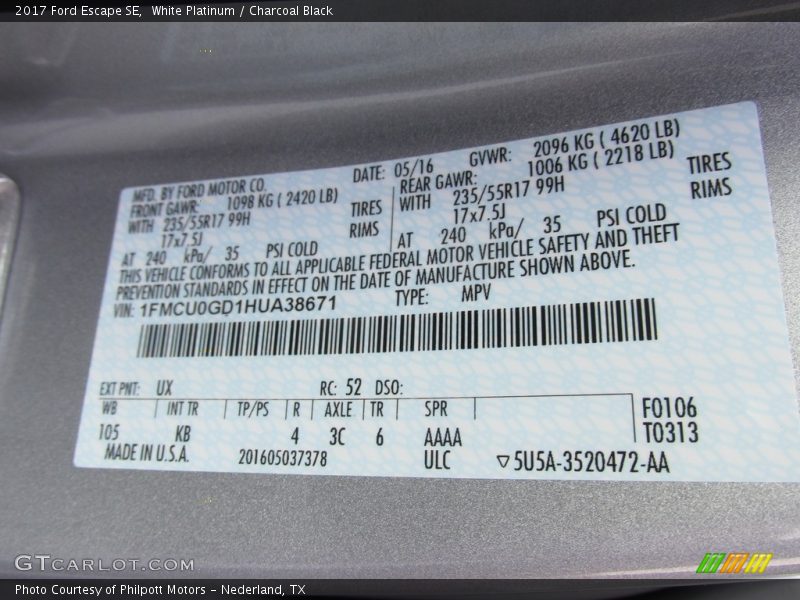 2017 Ford Escape SE,  White Platinum / Charcoal Black
MFD. BY FORD MOTOR CO.
DATE: 05/16 GVWR: 2096 KG ( 4620 LB)
FRONT GAWR: 1098 KG ( 2420 LB)
REAR GAWR: 1006 KG ( 2218 LB)
WITH 235/55R17 99H TIRES
WITH 235/55R17 99H TIRES
17x7.5J RIMS
17x7.5J RIMS
AT 240 kPa/ 35 PSI COLD
AT 240 kPa/ 35 PSI COLD
THIS VEHICLE CONFORMS TO ALL APPLICABLE FEDERAL MOTOR VEHICLE SAFETY AND THEFT
PREVENTION STANDARDS IN EFFECT ON THE DATE OF MANUFACTURE SHOWN ABOVE.
VIN: 1FMCU0GD1HUA38671 TYPE: MPV
EXT PNT: UX RC: 52 DSO:
WB INT TR TP/PS R AXLE TR SPR F0106
105 KB 4 3C 6 AAAA T0313
MADE IN U.S.A. 201605037378 ULC ▽5U5A-3520472-AA
GTCARLOT.COM
Photo Courtesy of Philpott Motors - Nederland, TX